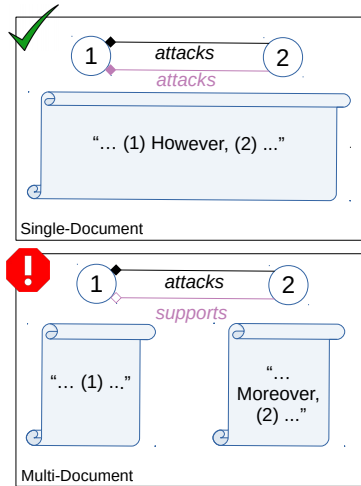 1
attacks
2
attacks
“... (1) However, (2) ...”
Single-Document
!
1
attacks
2
supports
“... (1) ...”
“...
Moreover,
(2) ...”
Multi-Document